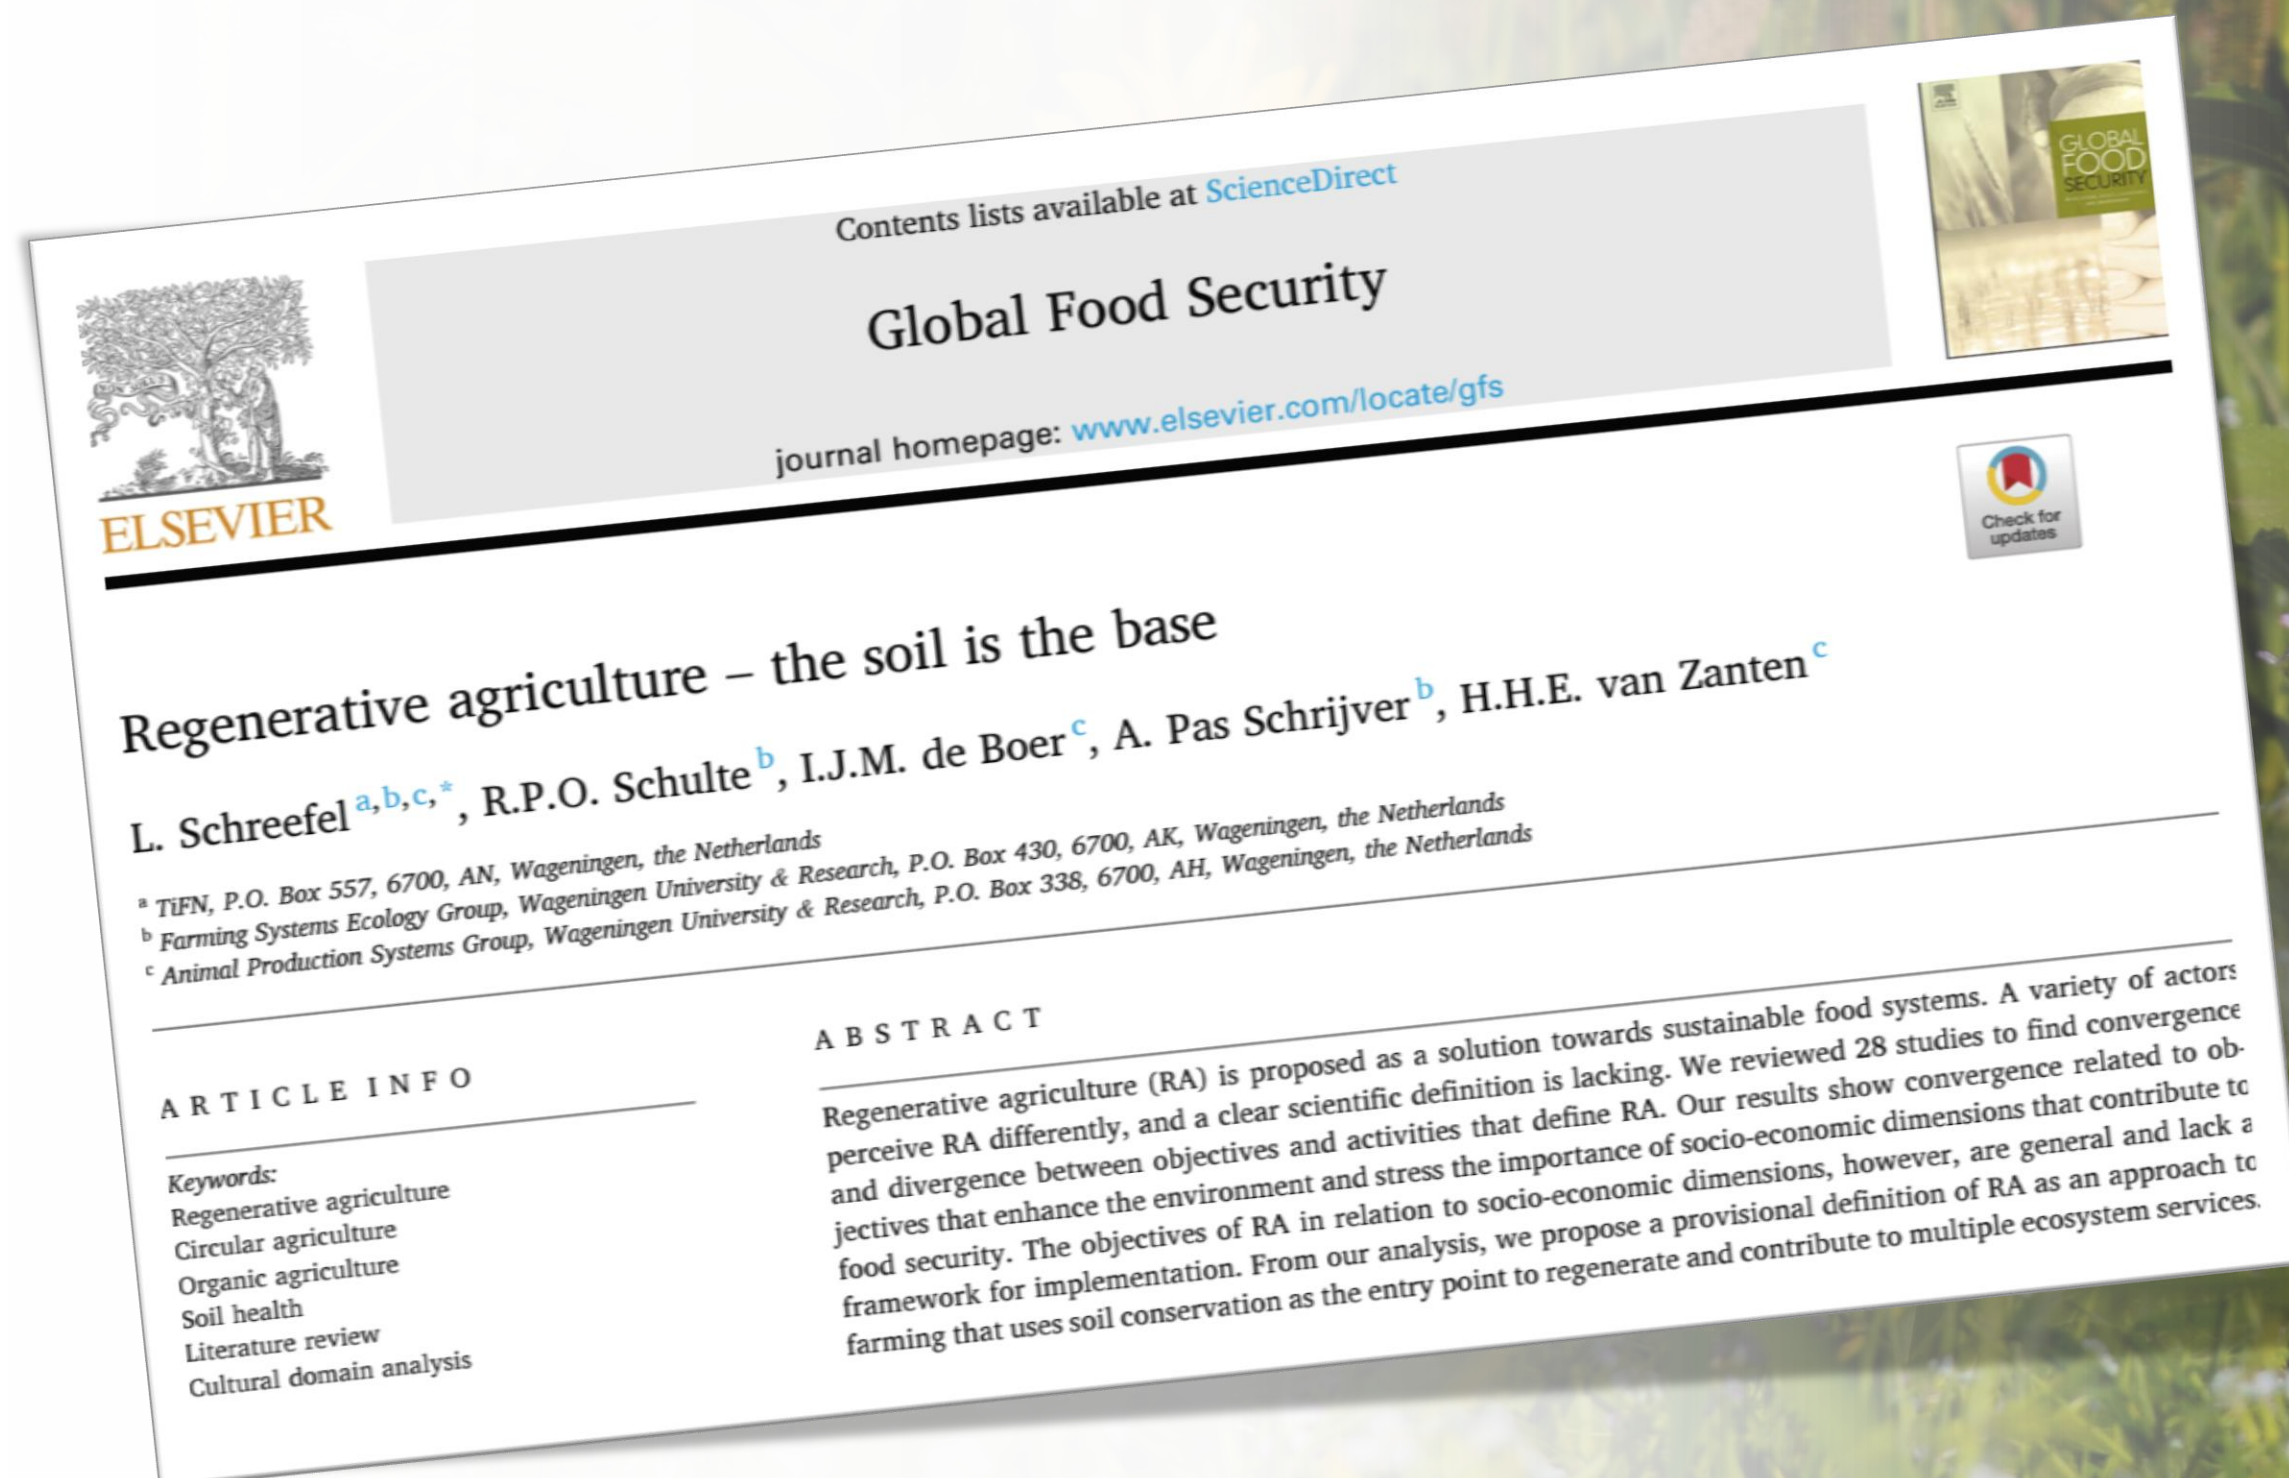 Contents lists available at ScienceDirect
Global Food Security
journal homepage: www.elsevier.com/locate/gfs
ELSEVIER
GLOBAL
FOOD
SECURITY
Check for
updates
Regenerative agriculture – the soil is the base
L. Schreefel a,b,c,*, R.P.O. Schulte b, I.J.M. de Boer c, A. Pas Schrijver b, H.H.E. van Zanten c
a TiFN, P.O. Box 557, 6700, AN, Wageningen, the Netherlands
b Farming Systems Ecology Group, Wageningen University & Research, P.O. Box 430, 6700, AK, Wageningen, the Netherlands
c Animal Production Systems Group, Wageningen University & Research, P.O. Box 338, 6700, AH, Wageningen, the Netherlands
ARTICLE INFO
Keywords:
Regenerative agriculture
Circular agriculture
Organic agriculture
Soil health
Literature review
Cultural domain analysis
ABSTRACT
Regenerative agriculture (RA) is proposed as a solution towards sustainable food systems. A variety of actors
perceive RA differently, and a clear scientific definition is lacking. We reviewed 28 studies to find convergence
and divergence between objectives and activities that define RA. Our results show convergence related to ob-
jectives that enhance the environment and stress the importance of socio-economic dimensions that contribute to
food security. The objectives of RA in relation to socio-economic dimensions, however, are general and lack a
framework for implementation. From our analysis, we propose a provisional definition of RA as an approach to
farming that uses soil conservation as the entry point to regenerate and contribute to multiple ecosystem services.